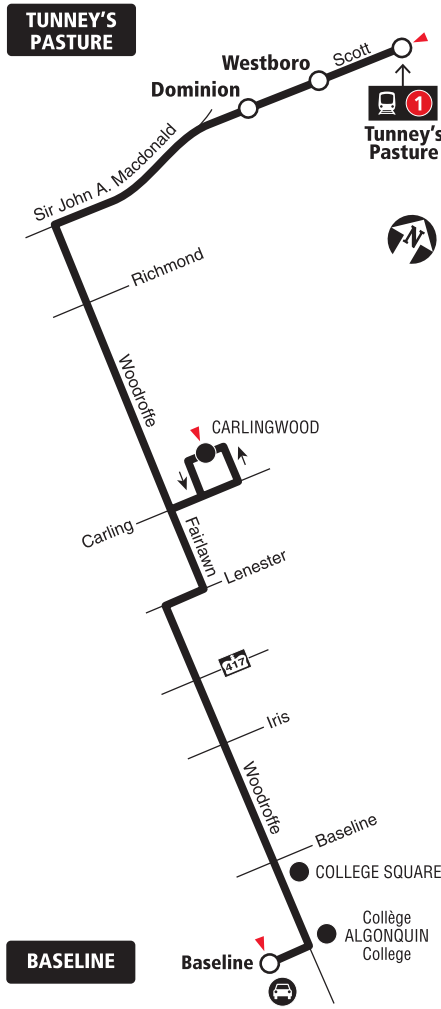 TUNNEY'S
PASTURE
Scott
Westboro
Dominion
1
Tunney's
Pasture
Sir John A. Macdonald
N
Richmond
Woodroffe
CARLINGWOOD
Carling
Fairlawn
Lenester
417
Iris
Woodroffe
Baseline
COLLEGE SQUARE
Collège
ALGONQUIN
College
BASELINE
Baseline